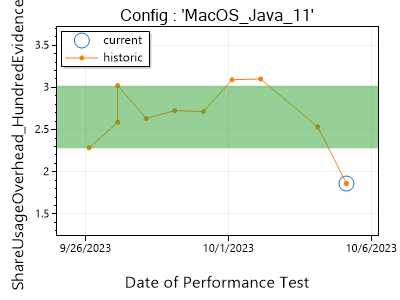 Config : 'MacOS_Java_11'
current
historic
ShareUsageOverhead_HundredEvidence
3.5
3
2.5
2
1.5
9/26/2023
10/1/2023
10/6/2023
Date of Performance Test